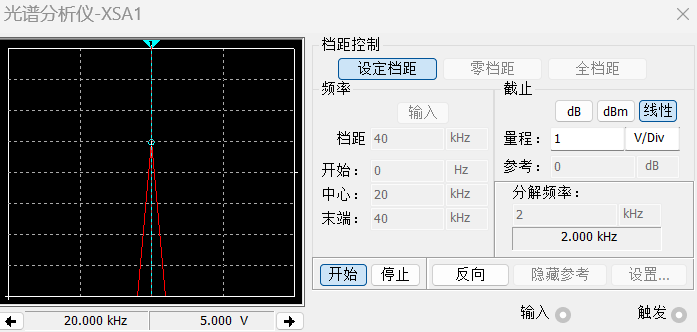 光谱分析仪-XSA1
1
档距控制
设定档距 零档距 全档距
频率
输入
档距 40 kHz
开始: 0 Hz
中心: 20 kHz
末端: 40 kHz
截止
dB dBm 线性
量程: 1 V/Div
参考: 0 dB
分解频率:
2 kHz
2.000 kHz
开始 停止 反向 隐藏参考 设置...
20.000 kHz 5.000 V
输入 触发